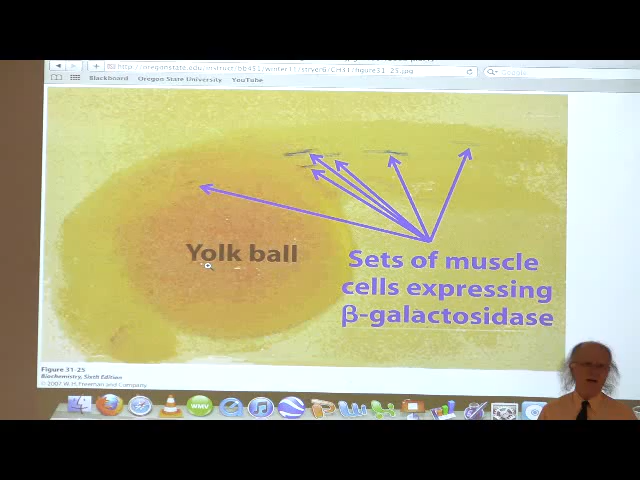 Blackboard Oregon State University YouTube
Yolk ball
Sets of muscle
cells expressing
β-galactosidase
Figure 31-25
Biochemistry, Sixth Edition
© 2007 W.H. Freeman and Company
WMV